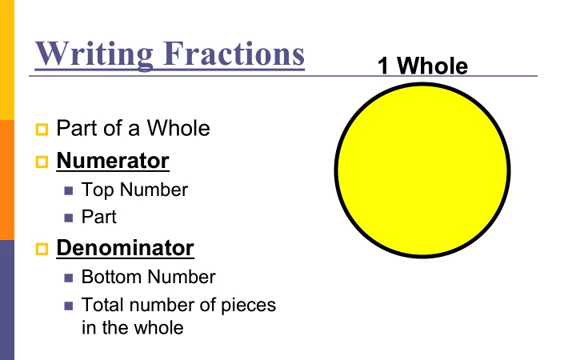 Writing Fractions
1 Whole
Part of a Whole
Numerator
Top Number
Part
Denominator
Bottom Number
Total number of pieces
in the whole